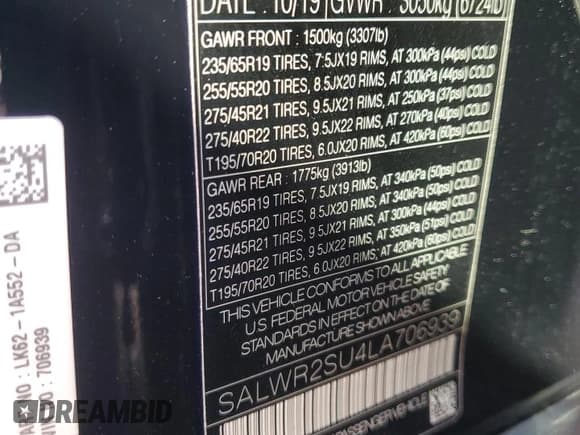 DATE : 10/19 GVWR : 3050kg (6724lb)
GAWR FRONT : 1500kg (3307lb)
235/65R19 TIRES, 7.5JX19 RIMS, AT 300kPa (44psi) COLD
255/55R20 TIRES, 8.5JX20 RIMS, AT 300kPa (44psi) COLD
275/45R21 TIRES, 9.5JX21 RIMS, AT 250kPa (37psi) COLD
275/40R22 TIRES, 9.5JX22 RIMS, AT 270kPa (40psi) COLD
T195/70R20 TIRES, 6.0JX20 RIMS, AT 420kPa (60psi) COLD
GAWR REAR : 1775kg (3913lb)
235/65R19 TIRES, 7.5JX19 RIMS, AT 340kPa (50psi) COLD
255/55R20 TIRES, 8.5JX20 RIMS, AT 340kPa (50psi) COLD
275/45R21 TIRES, 9.5JX21 RIMS, AT 300kPa (44psi) COLD
275/40R22 TIRES, 9.5JX22 RIMS, AT 350kPa (51psi) COLD
T195/70R20 TIRES, 6.0JX20 RIMS, AT 420kPa (60psi) COLD
THIS VEHICLE CONFORMS TO ALL APPLICABLE
U.S. FEDERAL MOTOR VEHICLE SAFETY
STANDARDS IN EFFECT ON THE DATE OF
MANUFACTURE SHOWN ABOVE
SALWR2SU4LA706939
PASSENGER VEHICLE
NO : LK62 - 1A552 - DA
NO : 706939